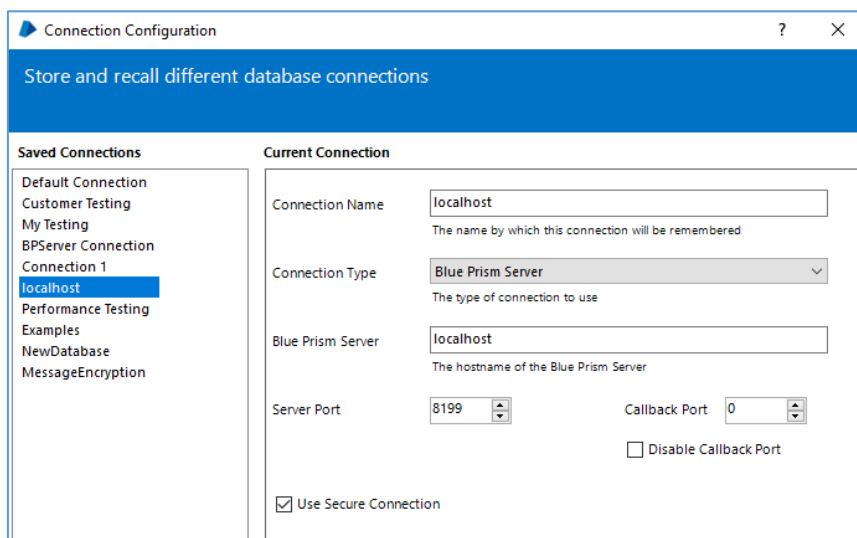 Connection Configuration ?
Store and recall different database connections
Saved Connections
Default Connection
Customer Testing
My Testing
BPServer Connection
Connection 1
localhost
Performance Testing
Examples
NewDatabase
MessageEncryption
Current Connection
Connection Name localhost
The name by which this connection will be remembered
Connection Type Blue Prism Server
The type of connection to use
Blue Prism Server localhost
The hostname of the Blue Prism Server
Server Port 8199 Callback Port 0
Disable Callback Port
Use Secure Connection